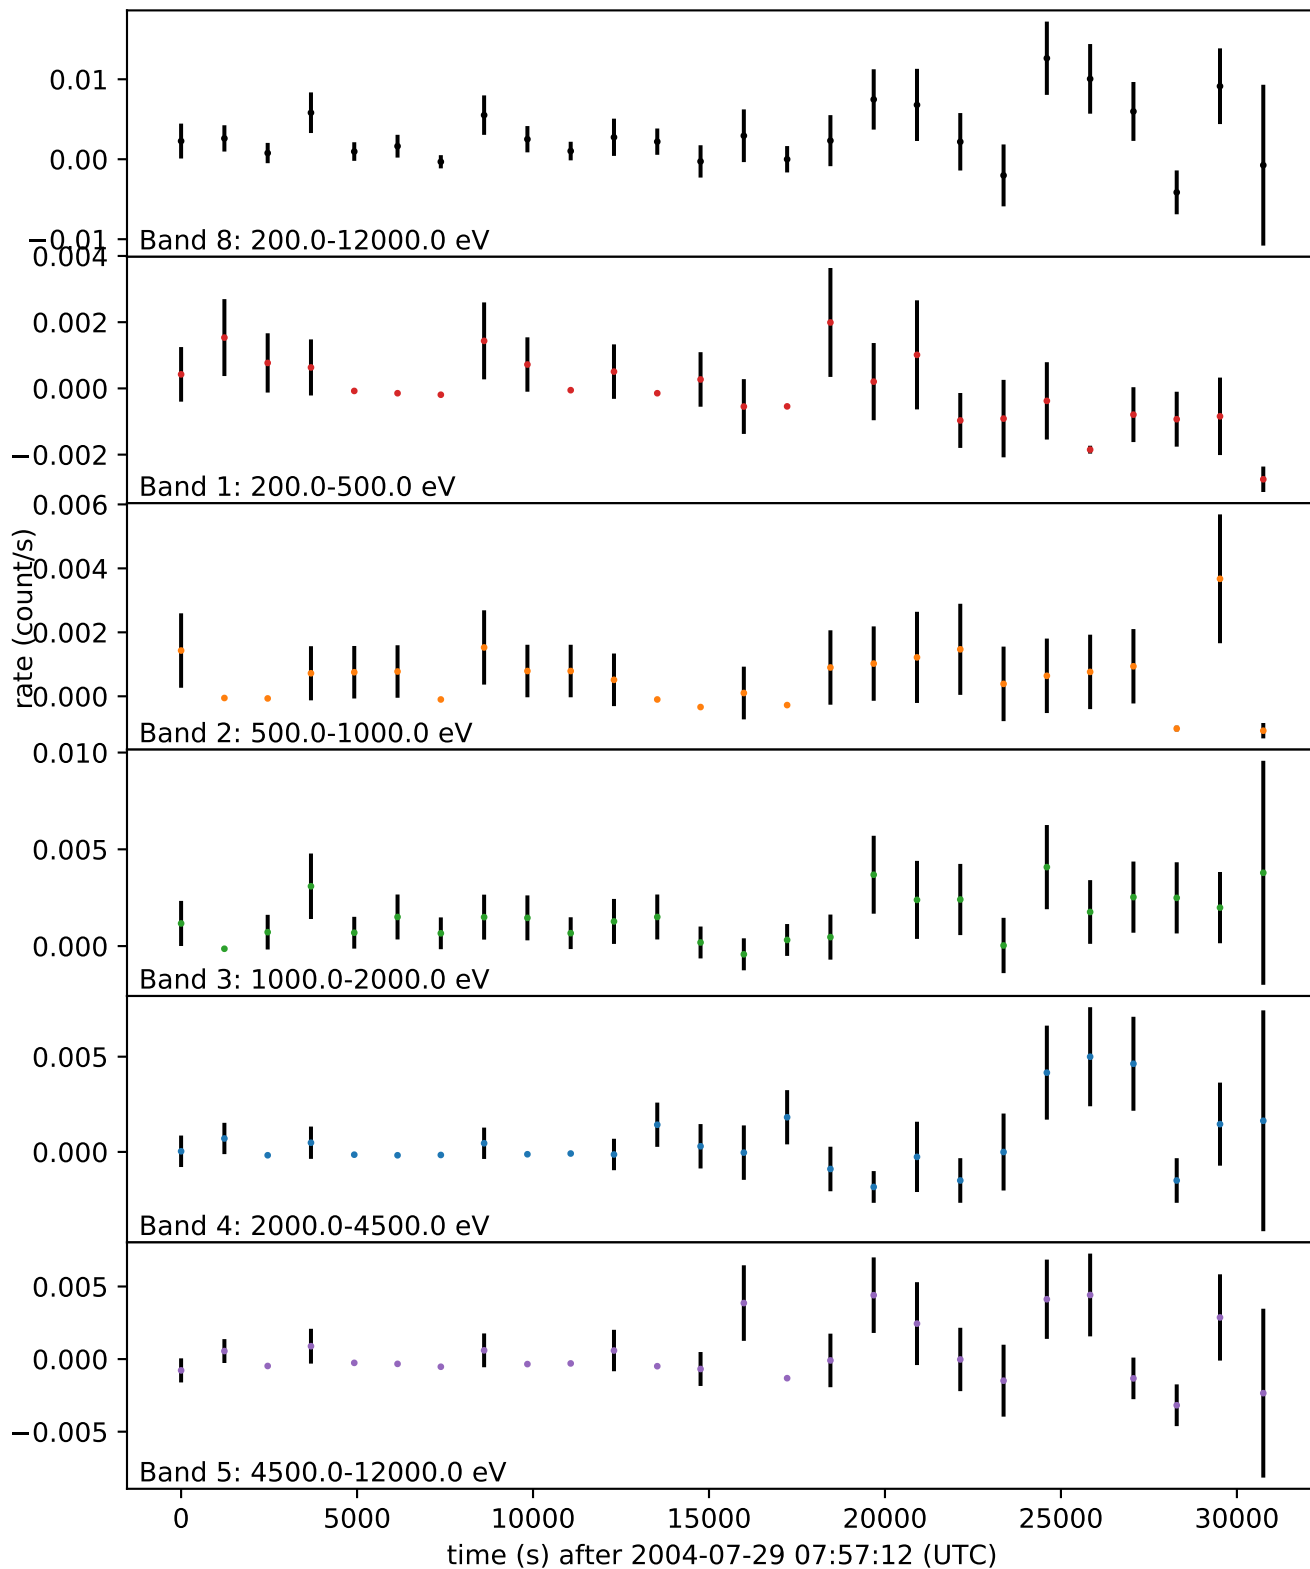 0.01
0.00
−0.01
Band 8: 200.0-12000.0 eV
0.004
0.002
0.000
−0.002
Band 1: 200.0-500.0 eV
0.006
0.004
0.002
0.000
rate (count/s)
Band 2: 500.0-1000.0 eV
0.010
0.005
0.000
Band 3: 1000.0-2000.0 eV
0.005
0.000
Band 4: 2000.0-4500.0 eV
0.005
0.000
−0.005
Band 5: 4500.0-12000.0 eV
0 5000 10000 15000 20000 25000 30000
time (s) after 2004-07-29 07:57:12 (UTC)